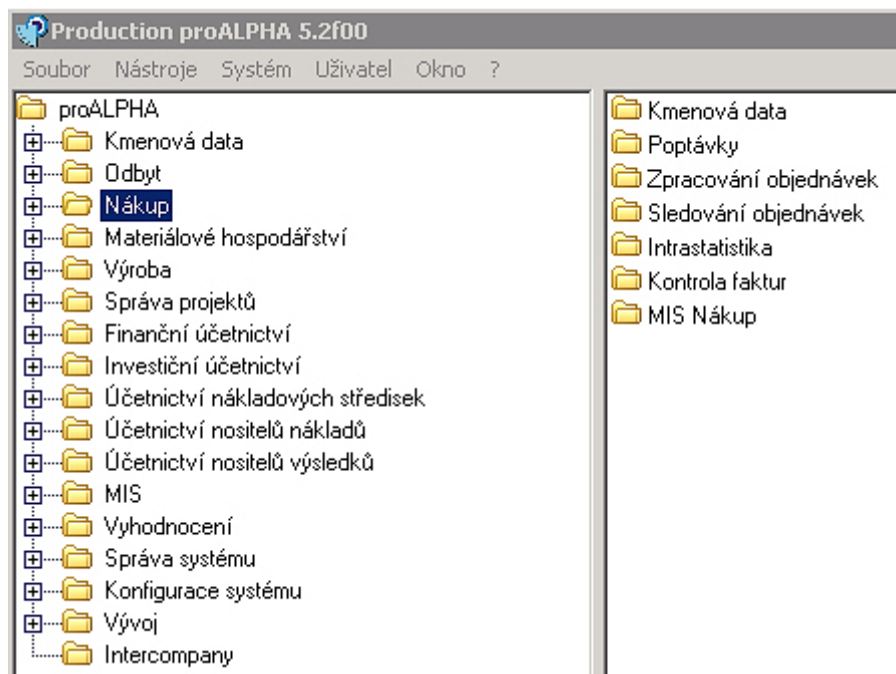 Production proALPHA 5.2f00
Soubor Nástroje Systém Uživatel Okno ?
proALPHA
Kmenová data
Odbyt
Nákup
Materiálové hospodářství
Výroba
Správa projektů
Finanční účetnictví
Investiční účetnictví
Účetnictví nákladových středisek
Účetnictví nositelů nákladů
Účetnictví nositelů výsledků
MIS
Vyhodnocení
Správa systému
Konfigurace systému
Vývoj
Intercompany
Kmenová data
Poptávky
Zpracování objednávek
Sledování objednávek
Intrastatistika
Kontrola faktur
MIS Nákup